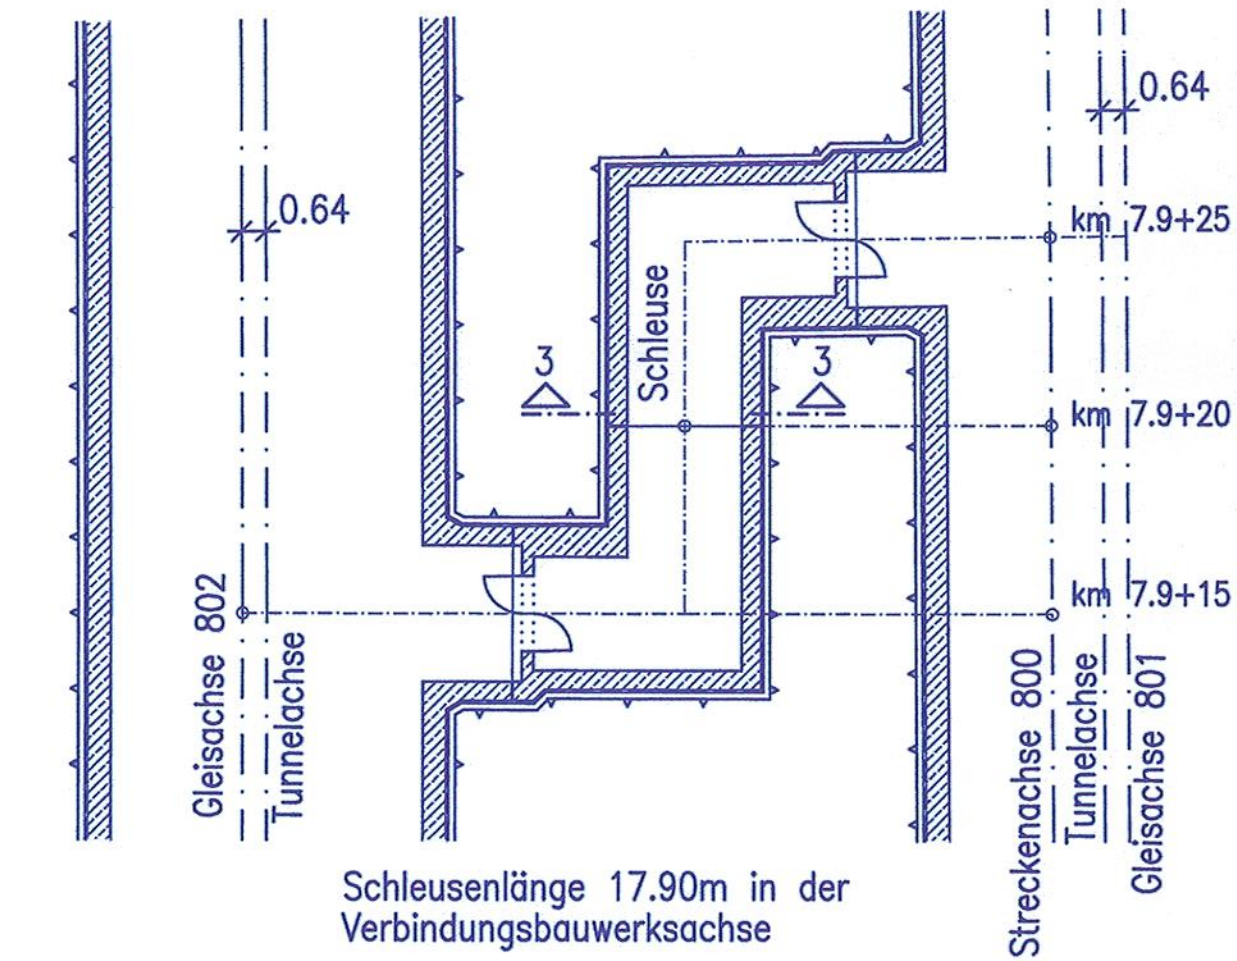 0.64
0.64
km 7.9+25
Schleuse
3
3
km 7.9+20
km 7.9+15
Gleisachse 802
Tunnelachse
Streckenachse 800
Tunnelachse
Gleisachse 801
Schleusenlänge 17.90m in der
Verbindungsbauwerksachse